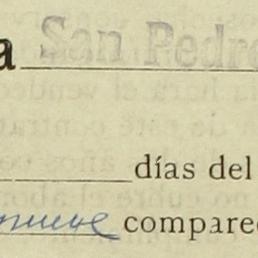 a San Pedro
días del
nueve compare